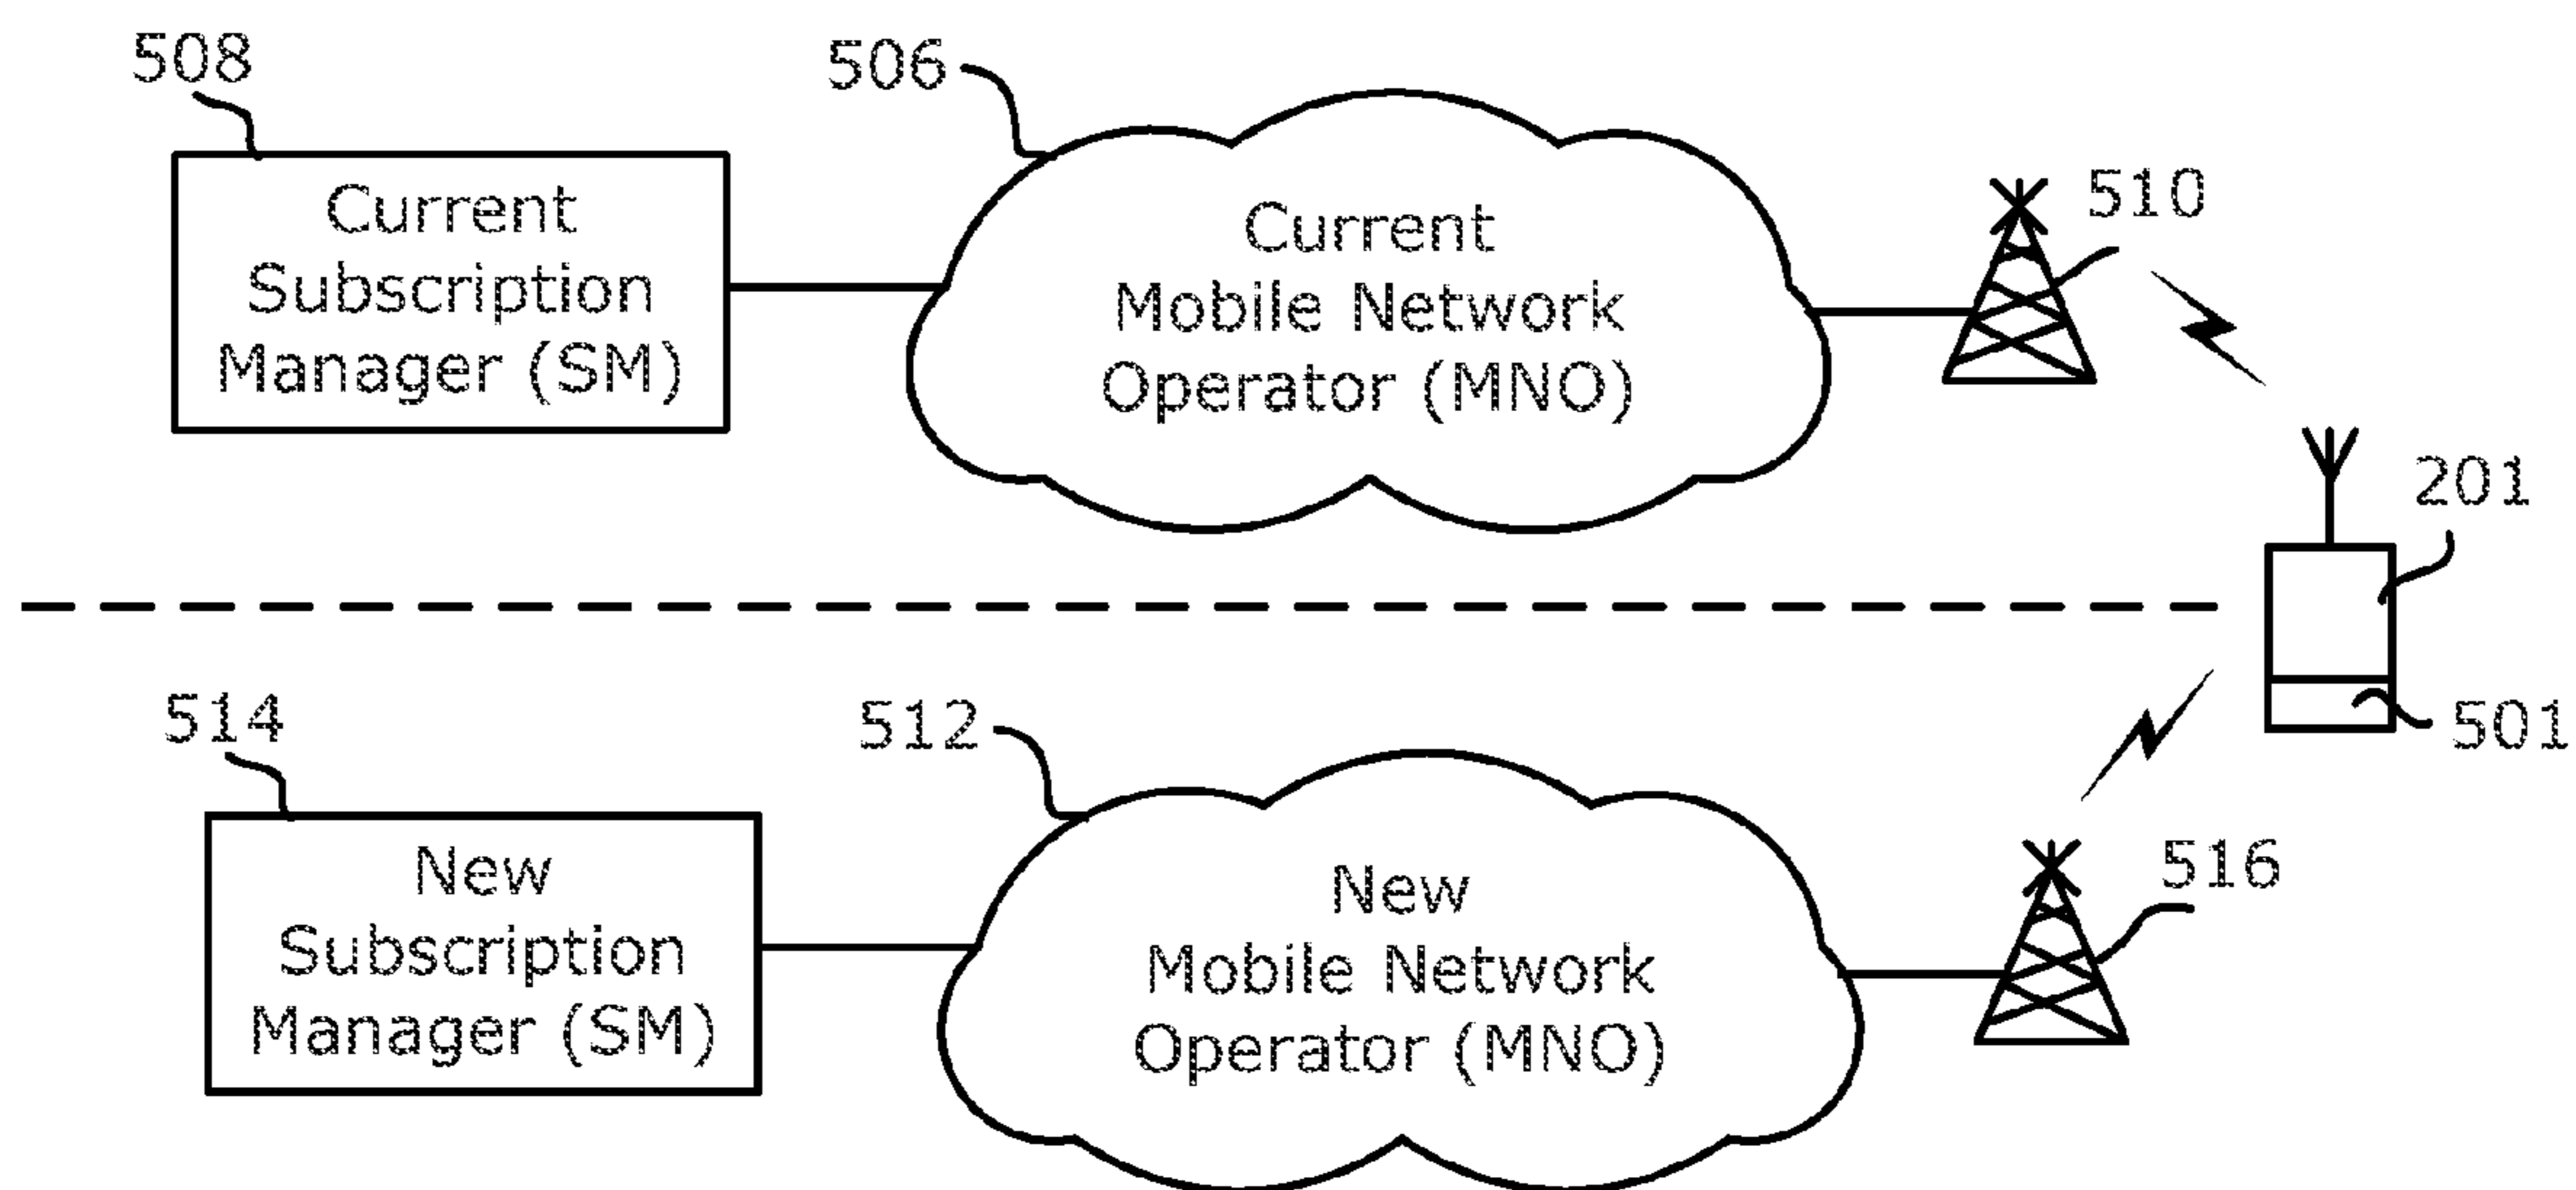 508
506
Current
Subscription
Manager (SM)
Current
Mobile Network
Operator (MNO)
510
201
514
512
501
New
Subscription
Manager (SM)
New
Mobile Network
Operator (MNO)
516